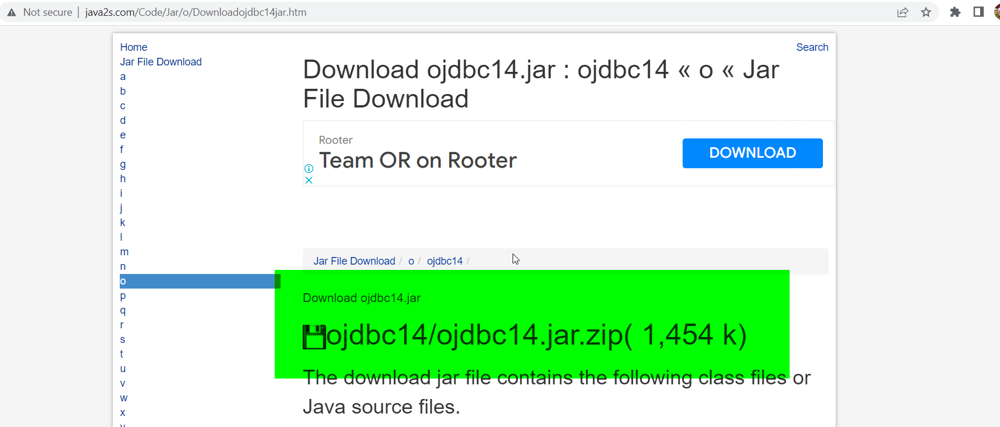 Not secure | java2s.com/Code/Jar/o/Downloadojdbc14jar.htm
Home
Jar File Download
a
b
c
d
e
f
g
h
i
j
k
l
m
n
o
p
q
r
s
t
u
v
w
x
Search
Download ojdbc14.jar : ojdbc14 « o « Jar
File Download
Rooter
Team OR on Rooter
DOWNLOAD
Jar File Download / o / ojdbc14 /
Download ojdbc14.jar
ojdbc14/ojdbc14.jar.zip( 1,454 k)
The download jar file contains the following class files or
Java source files.